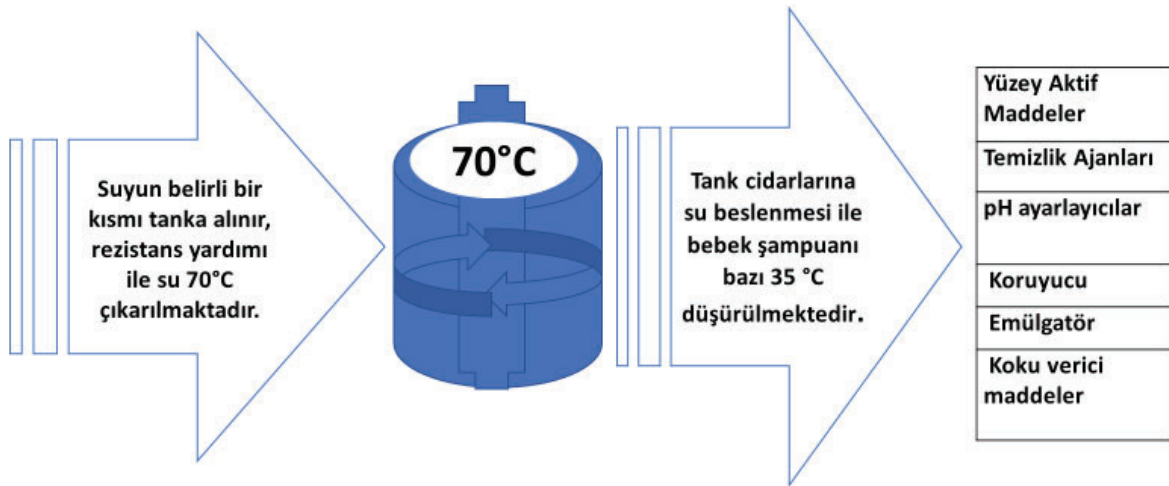 Suyun belirli bir
kısmı tanka alınır,
rezistans yardımı
ile su 70°C
çıkarılmaktadır.
70°C
Tank cidarlarına
su beslenmesi ile
bebek şampuanı
bazı 35 °C
düşürülmektedir.
Yüzey Aktif
Maddeler
Temizlik Ajanları
pH ayarlayıcılar
Koruyucu
Emülgatör
Koku verici
maddeler